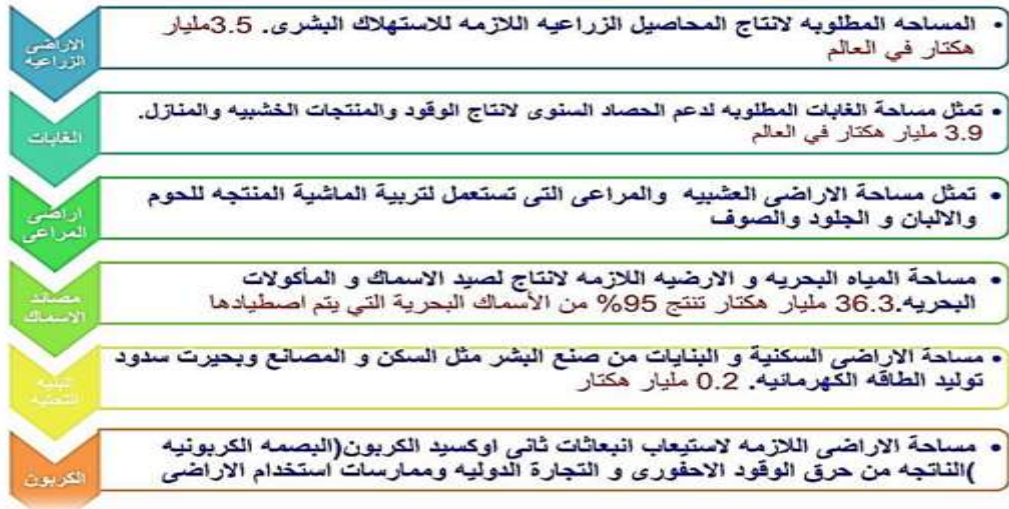 الاراضى
الزراعيه
• المساحه المطلوبه لانتاج المحاصيل الزراعيه اللازمه للاستهلاك البشرى. 3.5مليار
هكتار في العالم
الغابات
• تمثل مساحة الغابات المطلوبه لدعم الحصاد السنوى لانتاج الوقود والمنتجات الخشبيه والمنازل.
3.9 مليار هكتار في العالم
اراضى
المراعى
• تمثل مساحة الاراضى العشبيه والمراعى التى تستعمل لتربية الماشية المنتجه للحوم
والالبان و الجلود والصوف
مصائد
الاسماك
• مساحة المياه البحريه و الارضيه اللازمه لانتاج لصيد الاسماك و المأكولات
البحريه.36.3 مليار هكتار تنتج 95% من الأسماك البحرية التي يتم اصطيادها
البنيه
التحتيه
• مساحة الاراضى السكنية و البنايات من صنع البشر مثل السكن و المصانع وبحيرت سدود
توليد الطاقه الكهرمانيه. 0.2 مليار هكتار
الكربون
• مساحة الاراضى اللازمه لاستيعاب انبعاثات ثانى اوكسيد الكربون(البصمه الكربونيه
)الناتجه من حرق الوقود الاحفورى و التجارة الدوليه وممارسات استخدام الاراضى